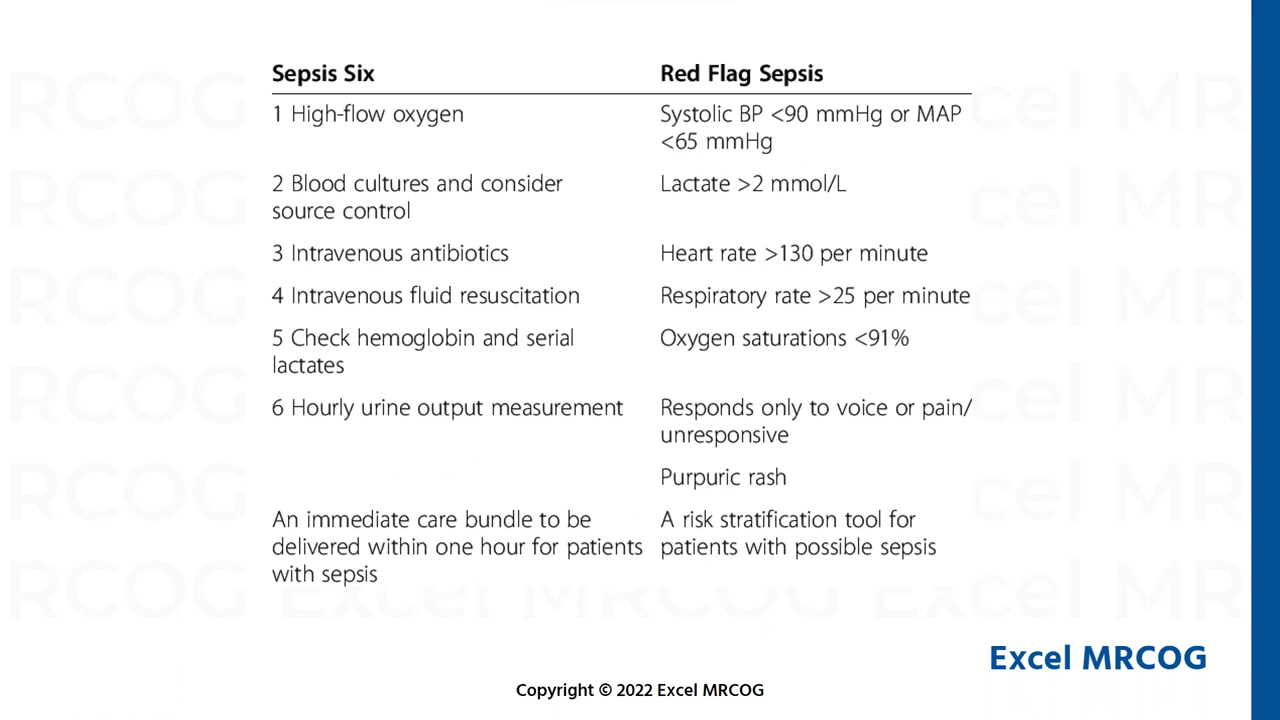 Sepsis Six
Red Flag Sepsis
1 High-flow oxygen
Systolic BP <90 mmHg or MAP
<65 mmHg
2 Blood cultures and consider
source control
Lactate >2 mmol/L
3 Intravenous antibiotics
Heart rate >130 per minute
4 Intravenous fluid resuscitation
Respiratory rate >25 per minute
5 Check hemoglobin and serial
lactates
Oxygen saturations <91%
6 Hourly urine output measurement
Responds only to voice or pain/
unresponsive
Purpuric rash
An immediate care bundle to be
delivered within one hour for patients
with sepsis
A risk stratification tool for
patients with possible sepsis
Excel MRCOG
Copyright © 2022 Excel MRCOG